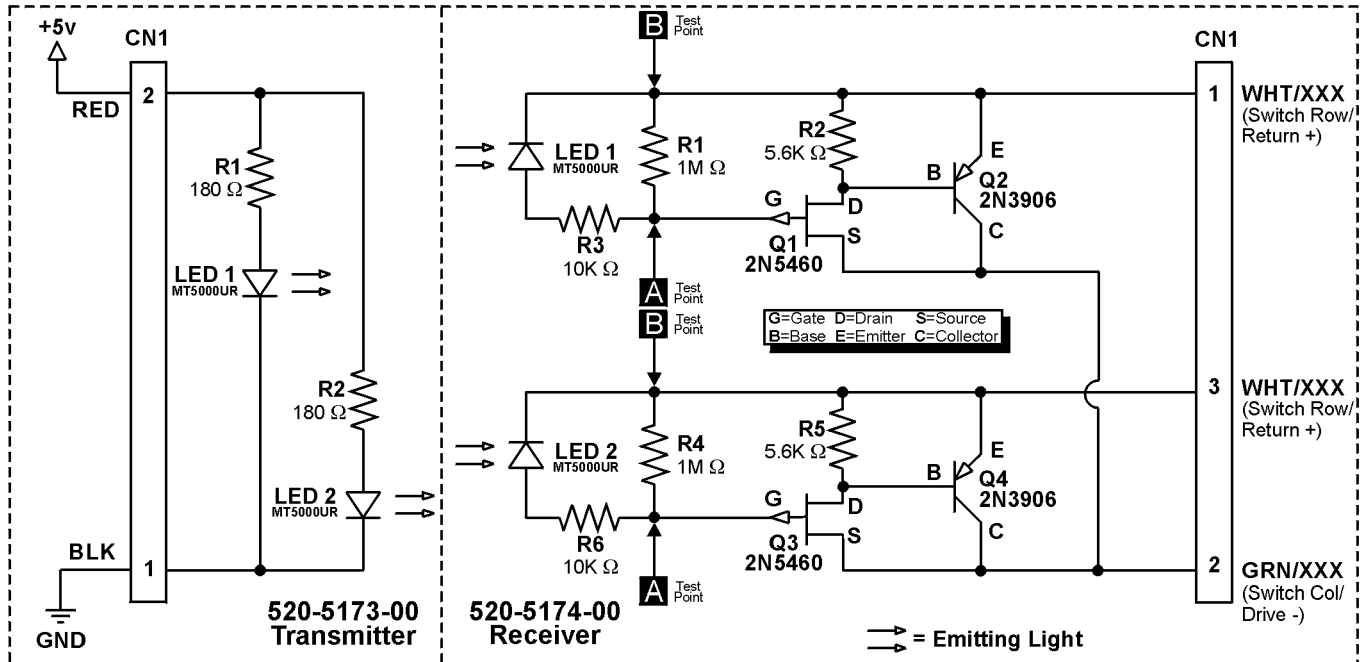 +5v
CN1
2
RED
R1
180 Ω
LED 1
MT5000UR
R2
180 Ω
LED 2
MT5000UR
BLK
1
GND
520-5173-00
Transmitter
B
Test
Point
CN1
1
WHT/XXX
(Switch Row/
Return +)
LED 1
MT5000UR
R1
1M Ω
R2
5.6K Ω
E
B
Q2
2N3906
C
G
D
S
Q1
2N5460
R3
10K Ω
A
Test
Point
B
Test
Point
G=Gate D=Drain S=Source
B=Base E=Emitter C=Collector
3
WHT/XXX
(Switch Row/
Return +)
LED 2
MT5000UR
R4
1M Ω
R5
5.6K Ω
E
B
Q4
2N3906
C
G
D
S
Q3
2N5460
R6
10K Ω
A
Test
Point
2
GRN/XXX
(Switch Col/
Drive -)
520-5174-00
Receiver
= Emitting Light